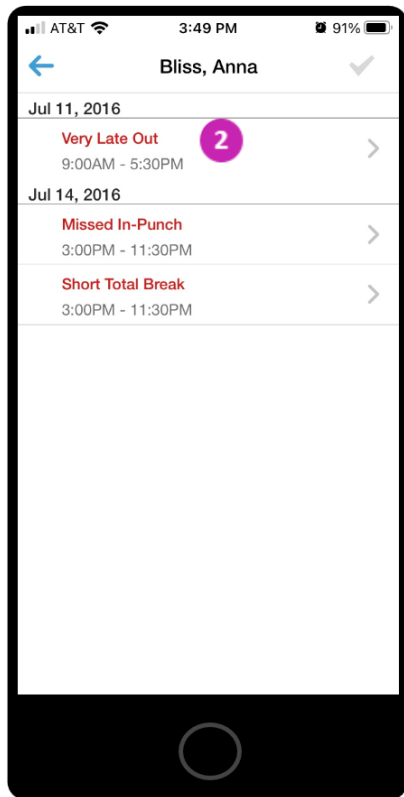 AT&T 3:49 PM 91%
Bliss, Anna
Jul 11, 2016
Very Late Out 2
9:00AM - 5:30PM
Jul 14, 2016
Missed In-Punch
3:00PM - 11:30PM
Short Total Break
3:00PM - 11:30PM